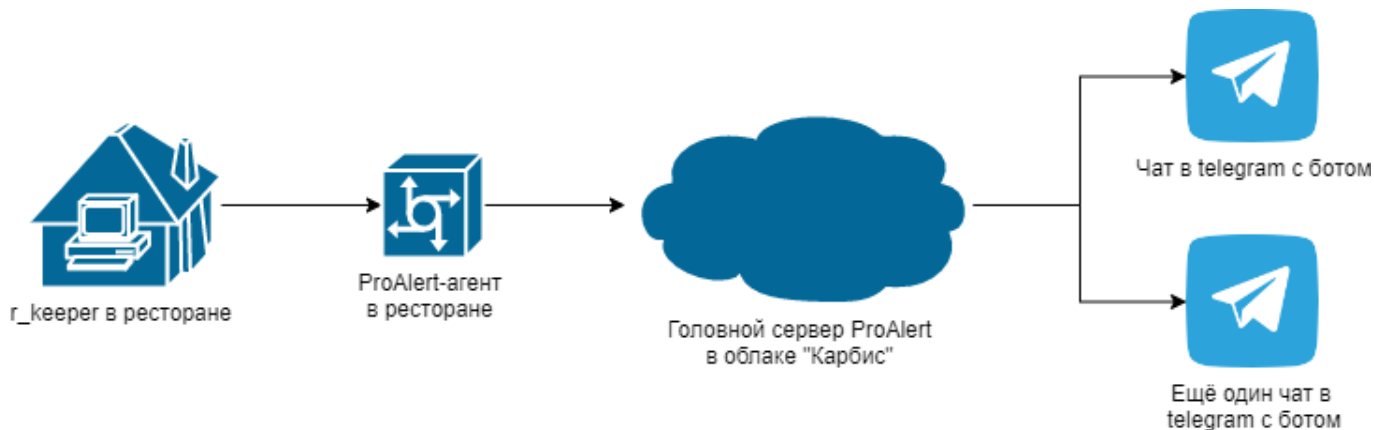 r_keeper в ресторане
ProAlert-агент
в ресторане
Головной сервер ProAlert
в облаке "Карбис"
Чат в telegram с ботом
Ещё один чат в
telegram с ботом